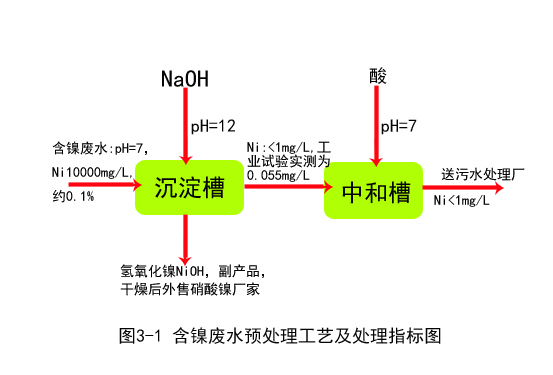 NaOH
酸
pH=12
pH=7
含镍废水:pH=7,
Ni10000mg/L,
约0.1%
沉淀槽
Ni:<1mg/L,工
业试验实测为
0.055mg/L
中和槽
送污水处理厂
Ni<1mg/L
氢氧化镍NiOH, 副产品,
干燥后外售硝酸镍厂家
图3-1 含镍废水预处理工艺及处理指标图